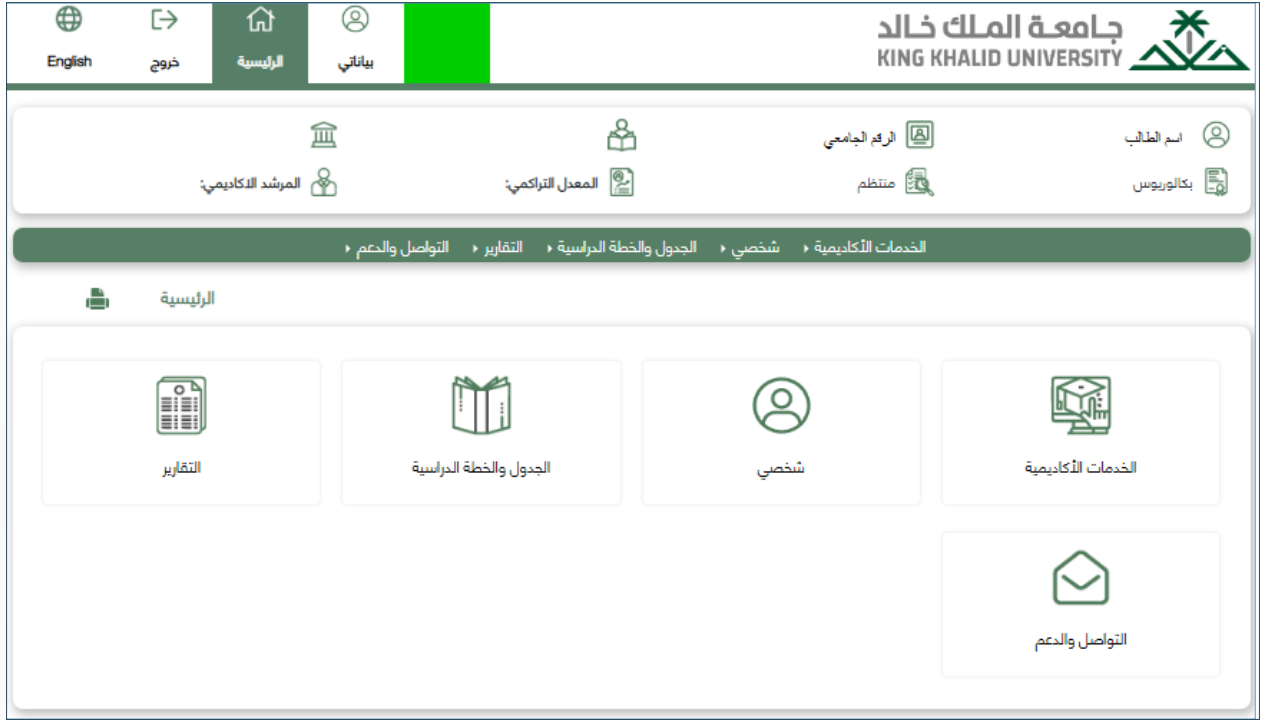 جامعة الملك خالد
KING KHALID UNIVERSITY
بياناتي
الرئيسية
خروج
English
اسم الطالب
الرقم الجامعي
بكالوريوس
منتظم
المعدل التراكمي:
المرشد الاكاديمي:
الخدمات الأكاديمية
شخصي
الجدول والخطة الدراسية
التقارير
التواصل والدعم
الرئيسية
الخدمات الأكاديمية
شخصي
الجدول والخطة الدراسية
التقارير
التواصل والدعم